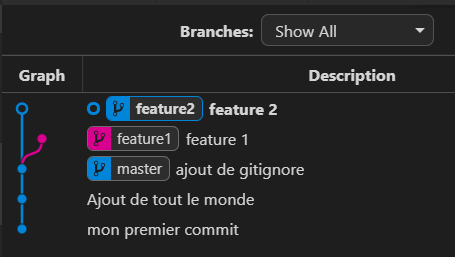 Branches: Show All
Graph Description
feature2 feature 2
feature1 feature 1
master ajout de gitignore
Ajout de tout le monde
mon premier commit